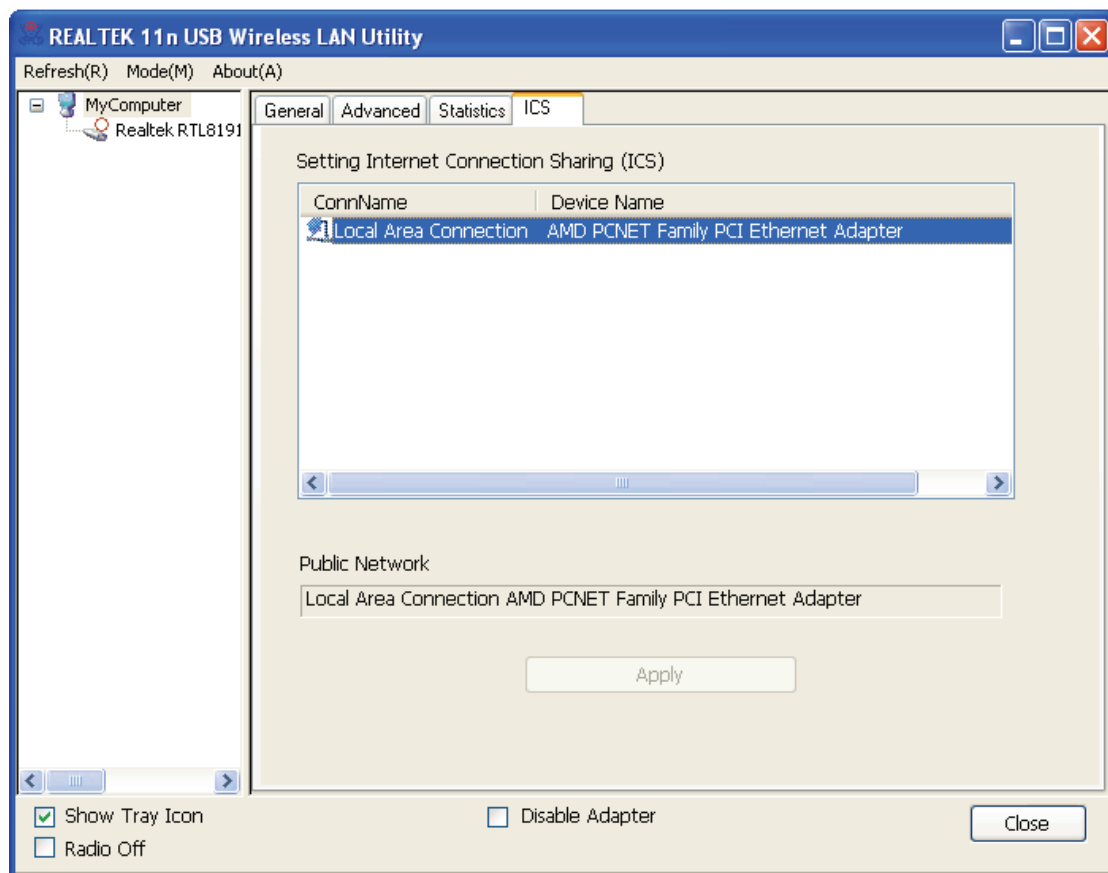 REALTEK 11n USB Wireless LAN Utility
Refresh(R) Mode(M) About(A)
MyComputer
Realtek RTL8191
General Advanced Statistics ICS
Setting Internet Connection Sharing (ICS)
ConnName Device Name
Local Area Connection AMD PCNET Family PCI Ethernet Adapter
Public Network
Local Area Connection AMD PCNET Family PCI Ethernet Adapter
Apply
Show Tray Icon Disable Adapter Close
Radio Off